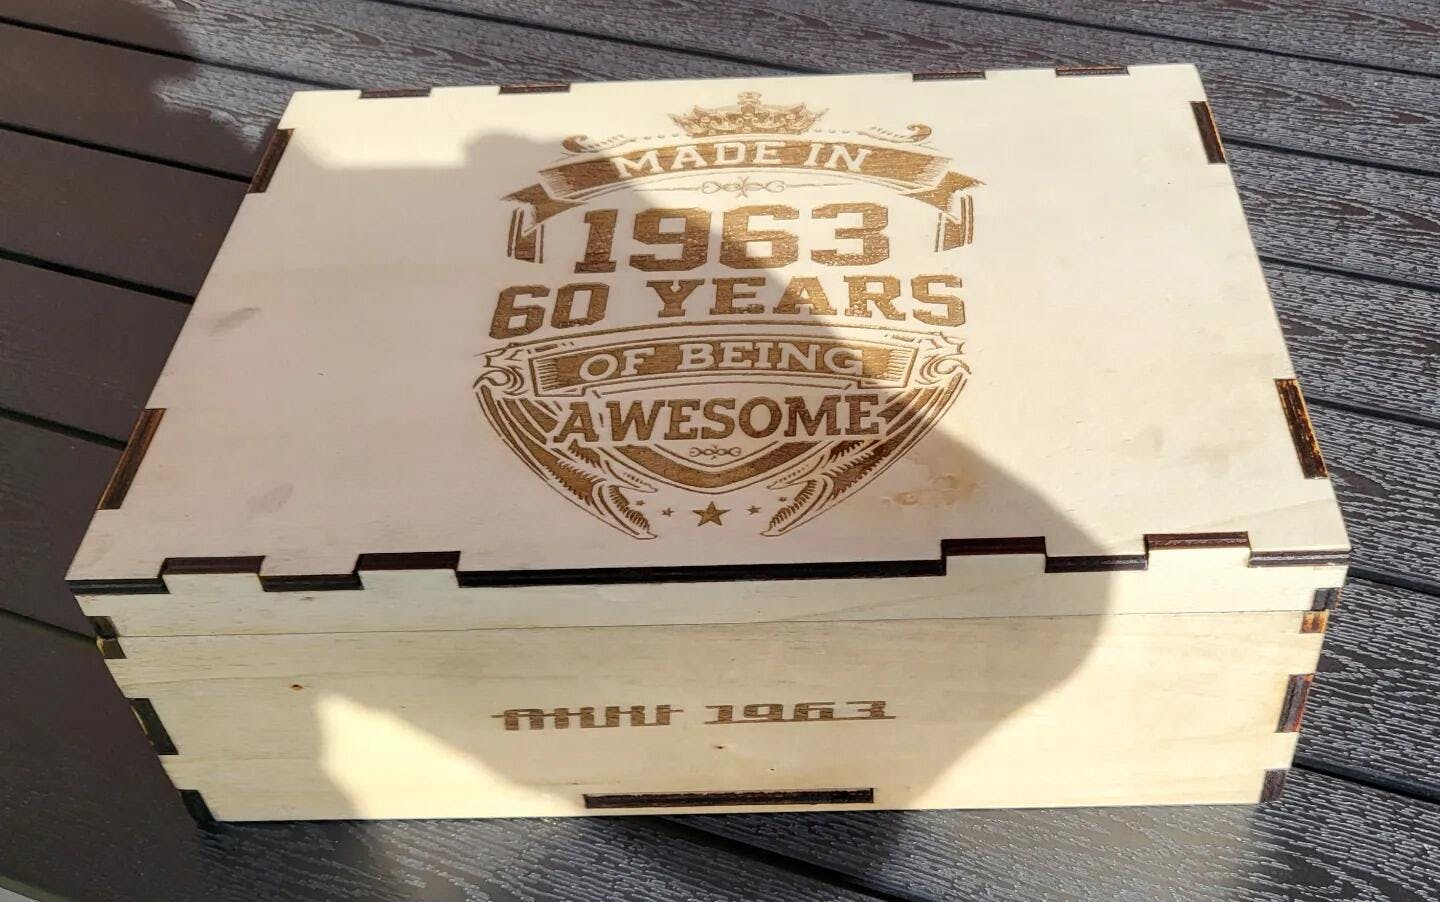 MADE IN
1963
60 YEARS
OF BEING
AWESOME
1963